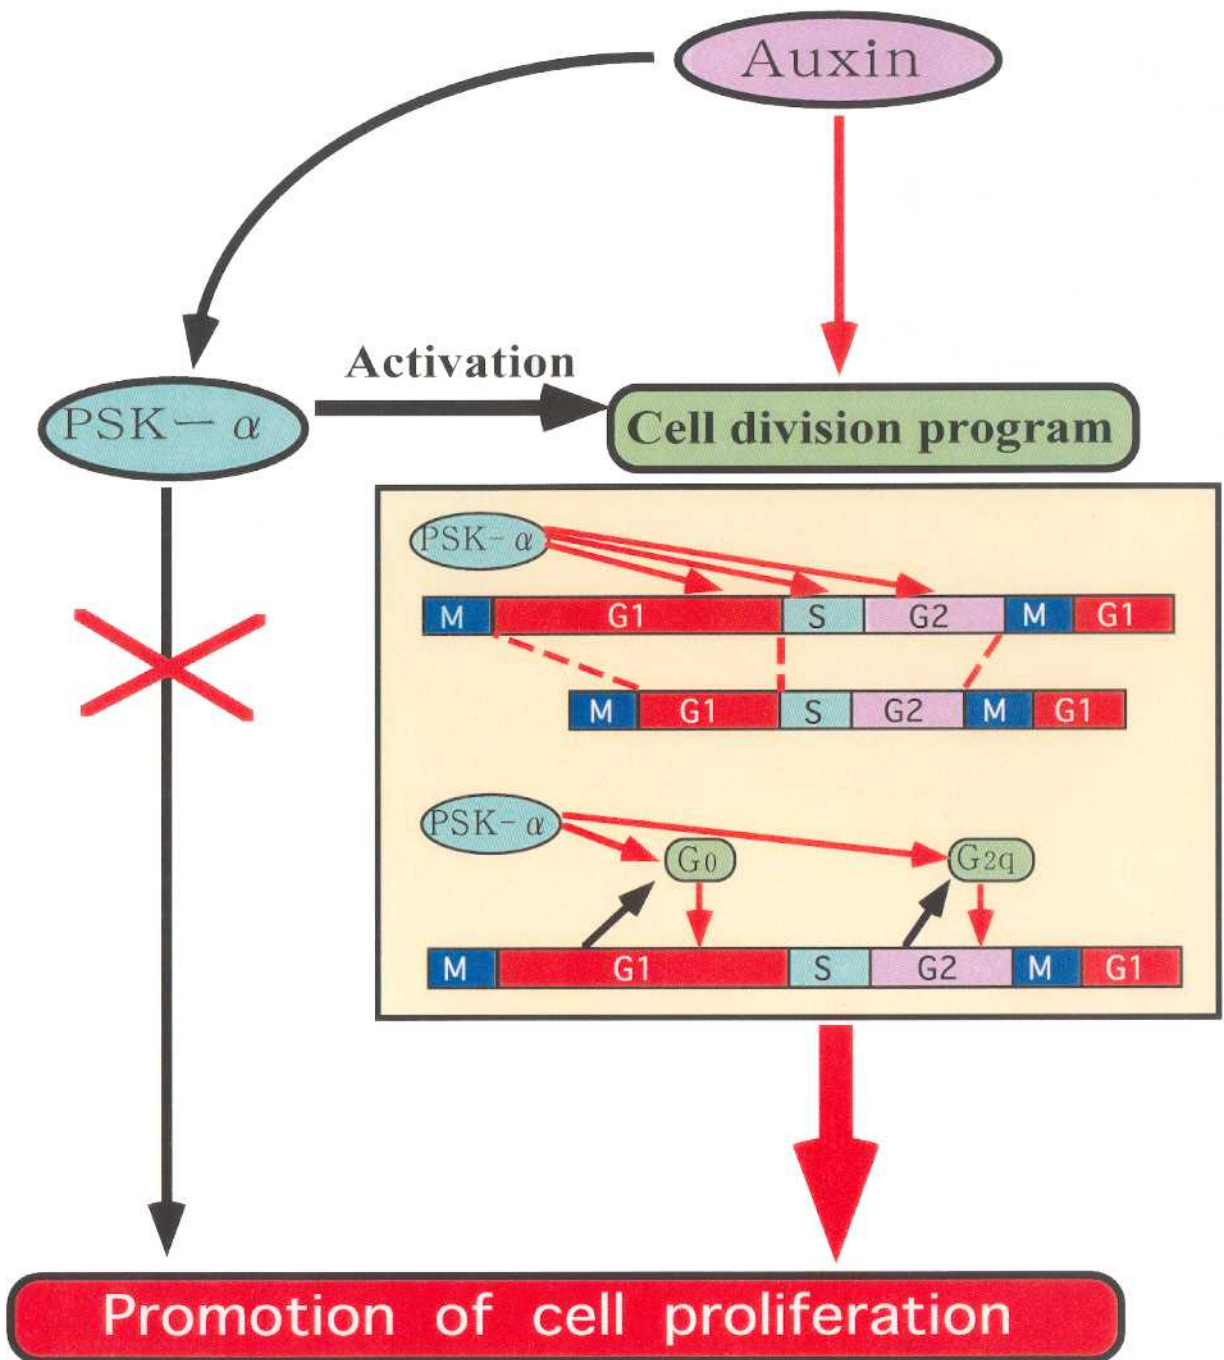 Auxin
Activation
PSK－α
Cell division program
PSK-α
M G1 S G2 M G1
M G1 S G2 M G1
PSK-α
G0 G2q
M G1 S G2 M G1
Promotion of cell proliferation